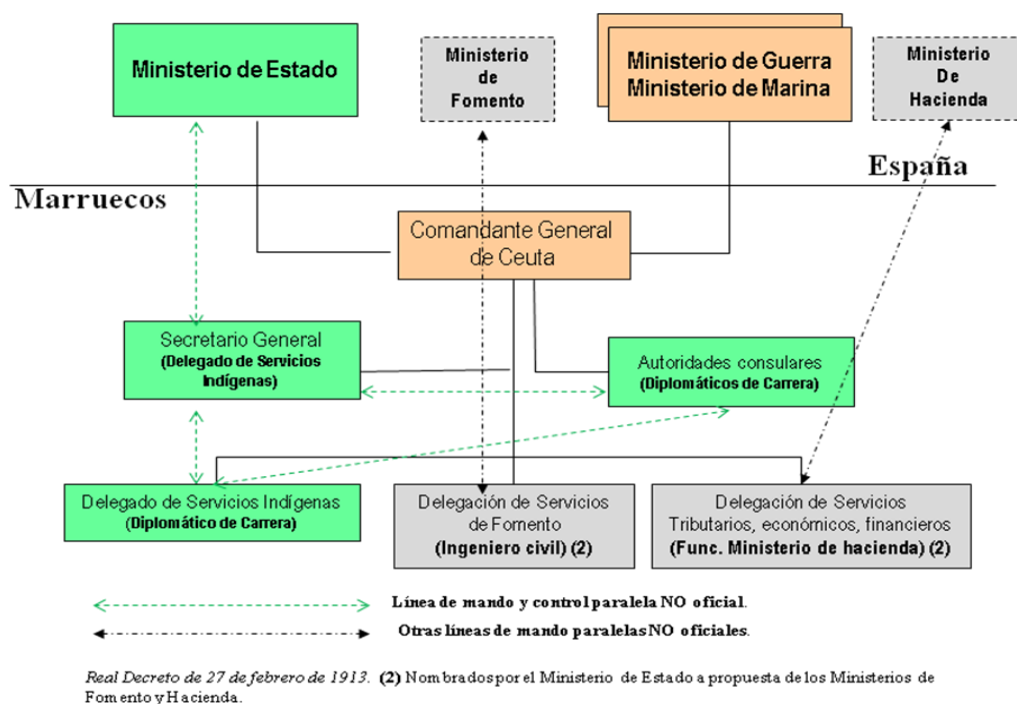 Ministerio de Estado
Ministerio
de
Fomento
Ministerio de Guerra
Ministerio de Marina
Ministerio
De
Hacienda
España
Marruecos
Comandante General
de Ceuta
Secretario General
(Delegado de Servicios
Indígenas)
Autoridades consulares
(Diplomáticos de Carrera)
Delegado de Servicios Indígenas
(Diplomático de Carrera)
Delegación de Servicios
de Fomento
(Ingeniero civil) (2)
Delegación de Servicios
Tributarios, económicos, financieros
(Func. Ministerio de hacienda) (2)
Línea de mando y control paralela NO oficial.
Otras líneas de mando paralelas NO oficiales.
Real Decreto de 27 de febrero de 1913. (2) Nombrados por el Ministerio de Estado a propuesta de los Ministerios de
Fomento y Hacienda.